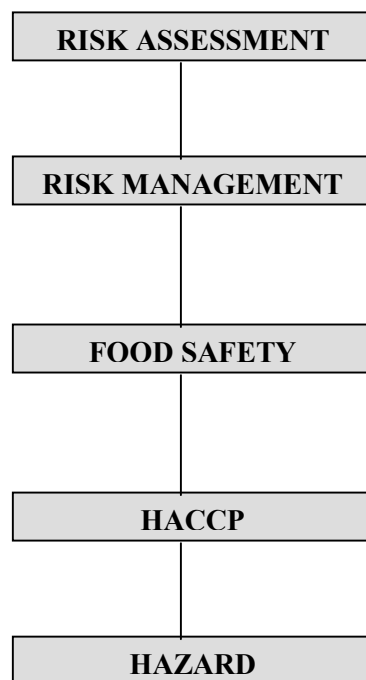 RISK ASSESSMENT
RISK MANAGEMENT
FOOD SAFETY
HACCP
HAZARD